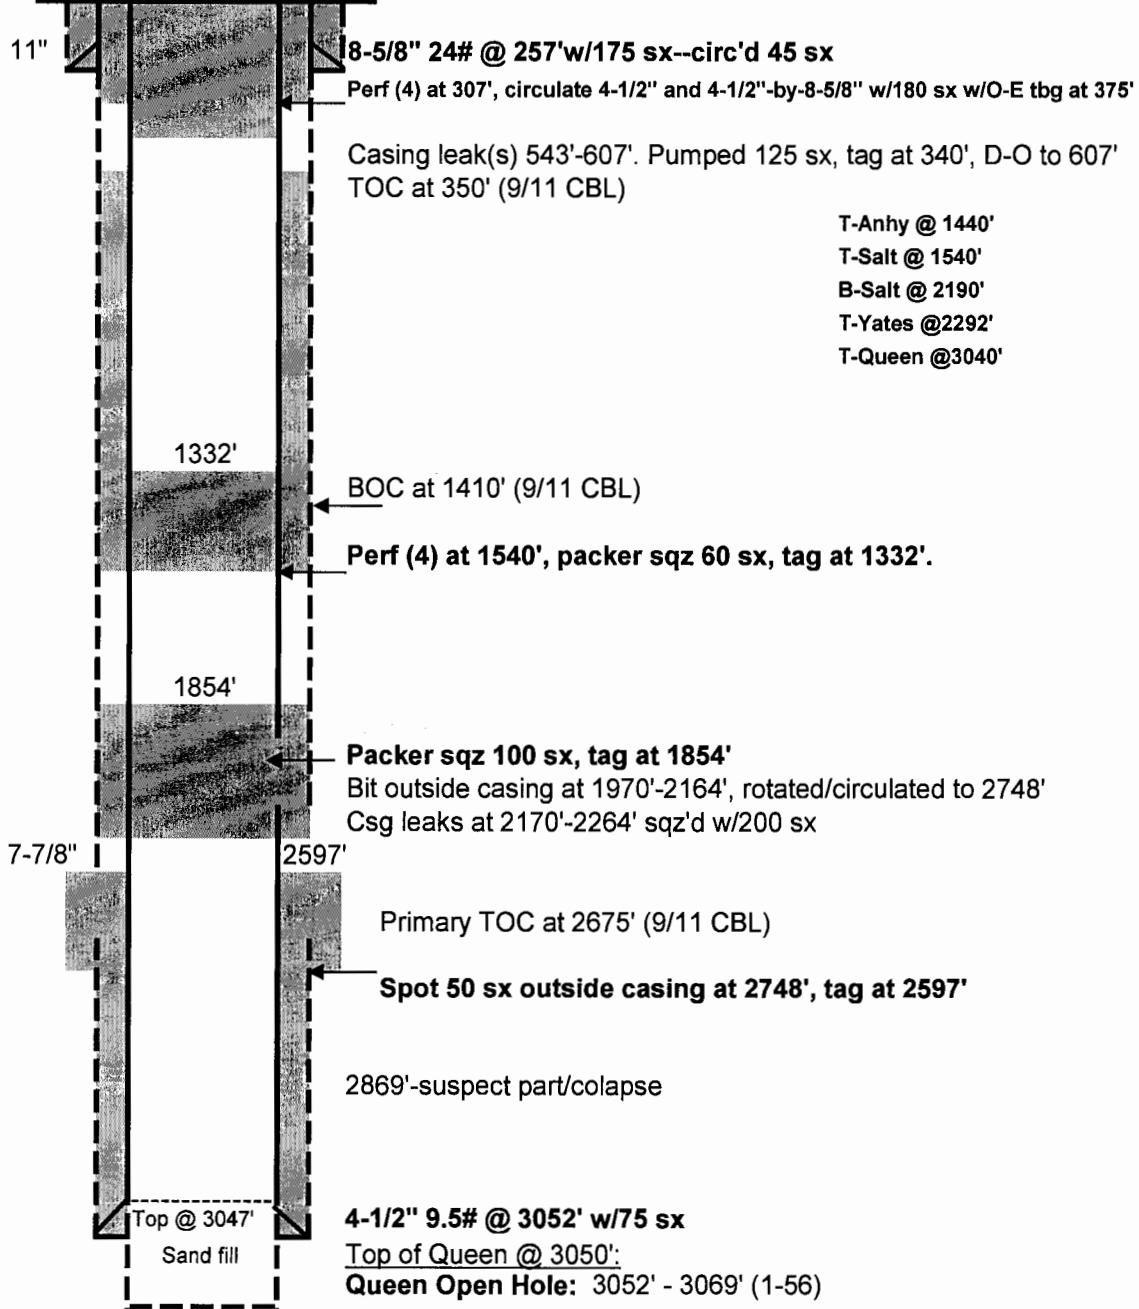 11"
8-5/8" 24# @ 257'w/175 sx--circ'd 45 sx
Perf (4) at 307', circulate 4-1/2" and 4-1/2"-by-8-5/8" w/180 sx w/O-E tbg at 375'
Casing leak(s) 543'-607'. Pumped 125 sx, tag at 340', D-O to 607'
TOC at 350' (9/11 CBL)
T-Anhy @ 1440'
T-Salt @ 1540'
B-Salt @ 2190'
T-Yates @2292'
T-Queen @3040'
1332'
BOC at 1410' (9/11 CBL)
Perf (4) at 1540', packer sqz 60 sx, tag at 1332'.
1854'
Packer sqz 100 sx, tag at 1854'
Bit outside casing at 1970'-2164', rotated/circulated to 2748'
Csg leaks at 2170'-2264' sqz'd w/200 sx
7-7/8"
2597'
Primary TOC at 2675' (9/11 CBL)
Spot 50 sx outside casing at 2748', tag at 2597'
2869'-suspect part/colapse
Top @ 3047'
Sand fill
4-1/2" 9.5# @ 3052' w/75 sx
Top of Queen @ 3050':
Queen Open Hole: 3052' - 3069' (1-56)